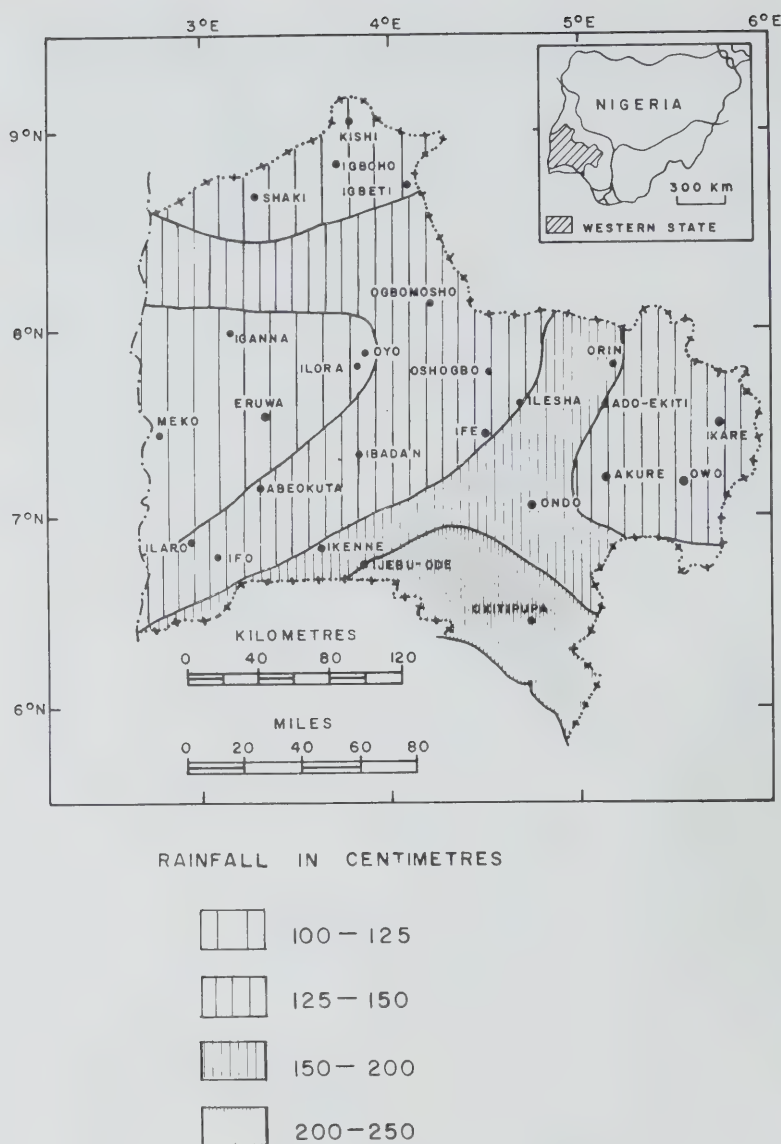 3°E 4°E 5°E 6°E
9°N
8°N
7°N
6°N
NIGERIA
300 Km
WESTERN STATE
KISHI
IGBOHO
IGBETI
SHAKI
OGBOMOSHO
IGANNA
OYO
ORIN
ILORA
OSHOGBO
ERUWA
ILESHA
ADO-EKITI
MEKO
IFE
IKARE
IBADAN
ABEOKUTA
AKURE
OWO
ONDO
ILARO
IFO
IKENNE
IJEBU-ODE
OKITIPUPA
KILOMETRES
0 40 80 120
MILES
0 20 40 60 80
RAINFALL IN CENTIMETRES
100-125
125-150
150-200
200-250